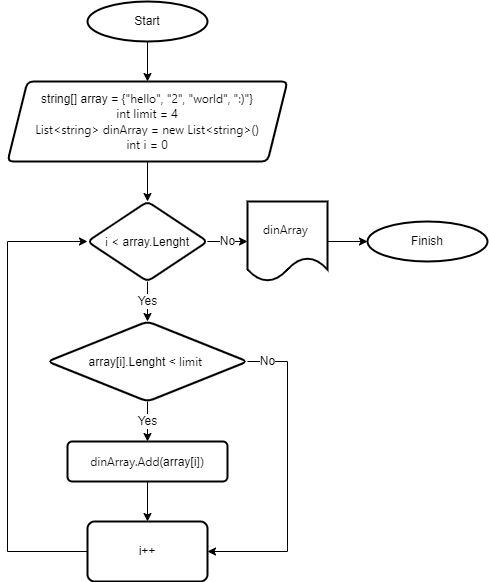 Start
string[] array = {"hello", "2", "world", ":)"}
int limit = 4
List<string> dinArray = new List<string>()
int i = 0
i < array.Lenght
No
dinArray
Finish
Yes
array[i].Lenght < limit
No
Yes
dinArray.Add(array[i])
i++